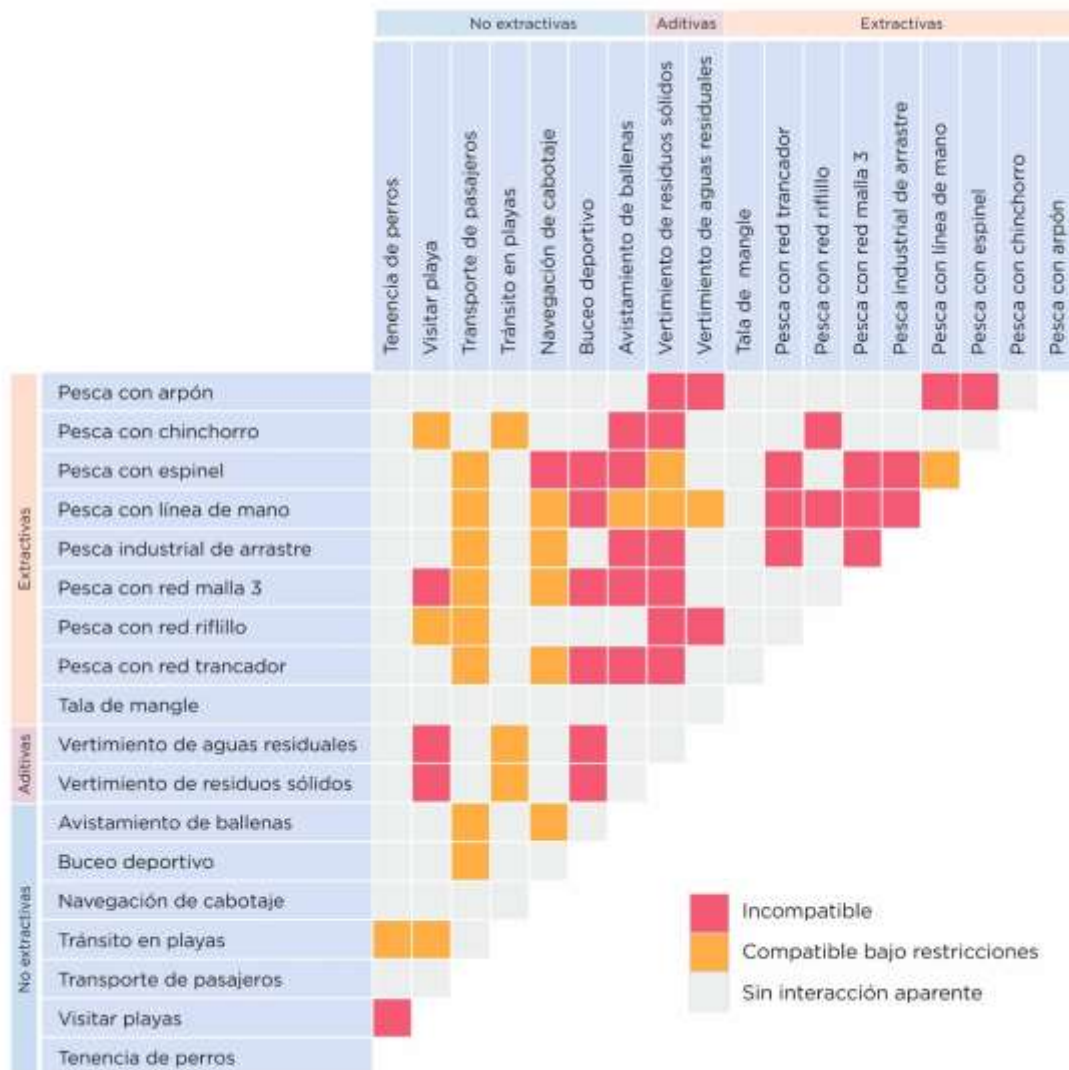 No extractivas
Aditivas
Extractivas
Tenencia de perros
Visitar playa
Transporte de pasajeros
Tránsito en playas
Navegación de cabotaje
Buceo deportivo
Avistamiento de ballenas
Vertimiento de residuos sólidos
Vertimiento de aguas residuales
Tala de mangle
Pesca con red trancador
Pesca con red riflillo
Pesca con red malla 3
Pesca industrial de arrastre
Pesca con línea de mano
Pesca con espinel
Pesca con chinchorro
Pesca con arpón
Extractivas
Pesca con arpón
Pesca con chinchorro
Pesca con espinel
Pesca con línea de mano
Pesca industrial de arrastre
Pesca con red malla 3
Pesca con red riflillo
Pesca con red trancador
Tala de mangle
Aditivas
Vertimiento de aguas residuales
Vertimiento de residuos sólidos
No extractivas
Avistamiento de ballenas
Buceo deportivo
Navegación de cabotaje
Tránsito en playas
Transporte de pasajeros
Visitar playas
Tenencia de perros
Incompatible
Compatible bajo restricciones
Sin interacción aparente